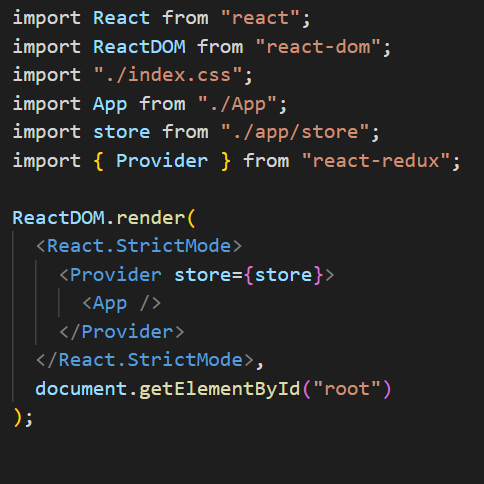 import React from "react";
import ReactDOM from "react-dom";
import "./index.css";
import App from "./App";
import store from "./app/store";
import { Provider } from "react-redux";

ReactDOM.render(
  <React.StrictMode>
    <Provider store={store}>
      <App />
    </Provider>
  </React.StrictMode>,
  document.getElementById("root")
);